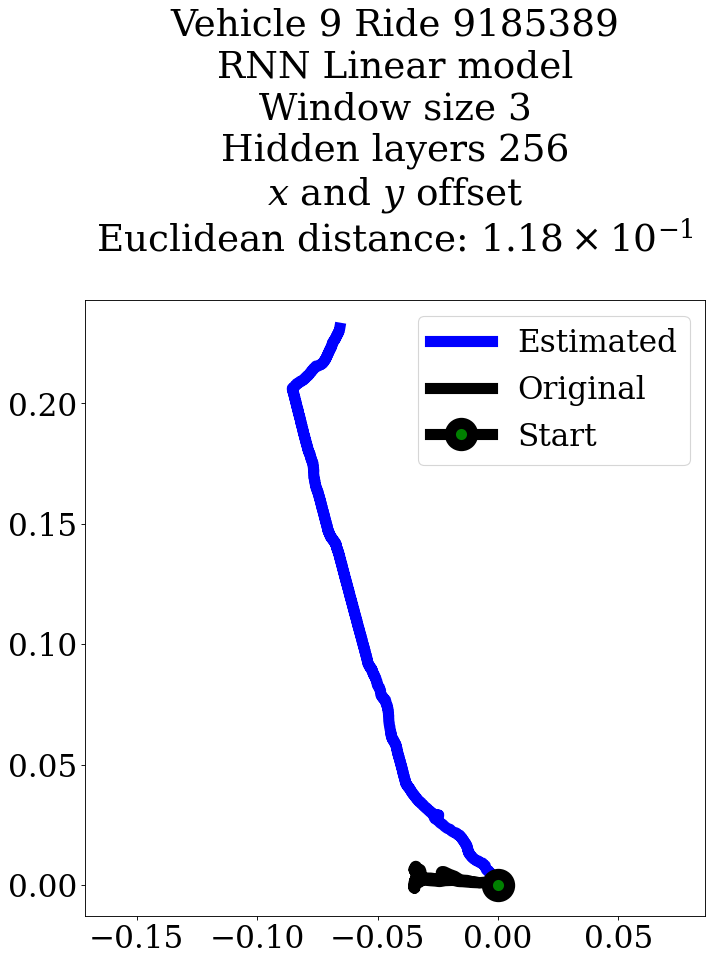 Vehicle 9 Ride 9185389
RNN Linear model
Window size 3
Hidden layers 256
x and y offset
Euclidean distance: 1.18 × 10⁻¹
Estimated
Original
Start
0.20
0.15
0.10
0.05
0.00
−0.15 −0.10 −0.05 0.00 0.05